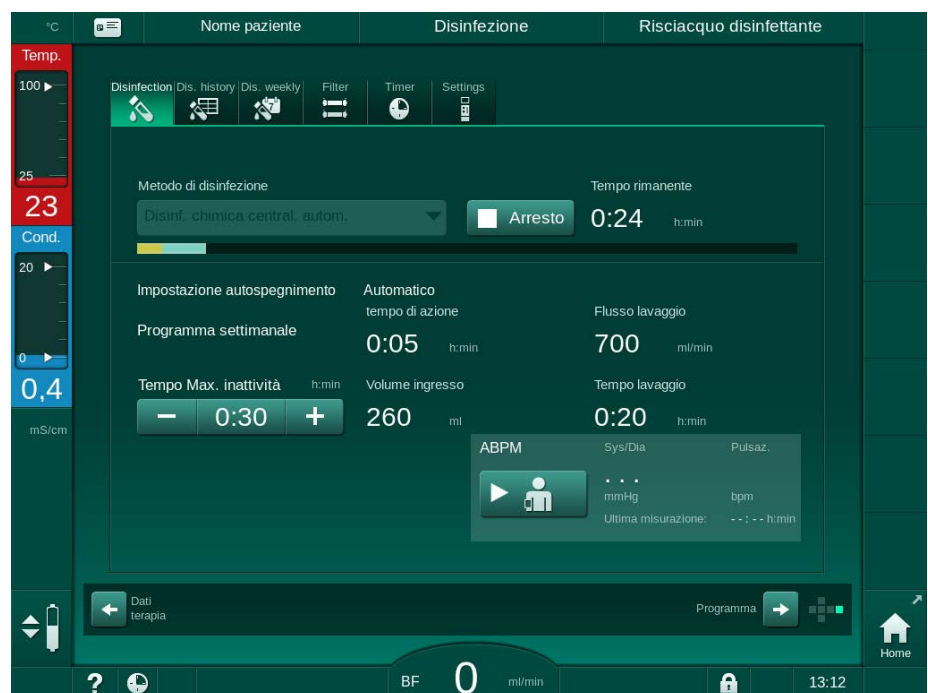 °C
Nome paziente
Disinfezione
Risciacquo disinfettante
Temp.
100
25
23
Cond.
20
0
0,4
mS/cm
Disinfection
Dis. history
Dis. weekly
Filter
Timer
Settings
7
Metodo di disinfezione
Tempo rimanente
Disinf. chimica central. autom.
Arresto
0:24 h:min
Impostazione autospegnimento
Automatico
tempo di azione
Flusso lavaggio
Programma settimanale
0:05 h:min
700 ml/min
Tempo Max. inattività h:min
Volume ingresso
Tempo lavaggio
− 0:30 +
260 ml
0:20 h:min
ABPM
Sys/Dia
Pulsaz.
. . .
mmHg
bpm
Ultima misurazione: --:-- h:min
Dati
terapia
Programma
Home
?
BF 0 ml/min
13:12